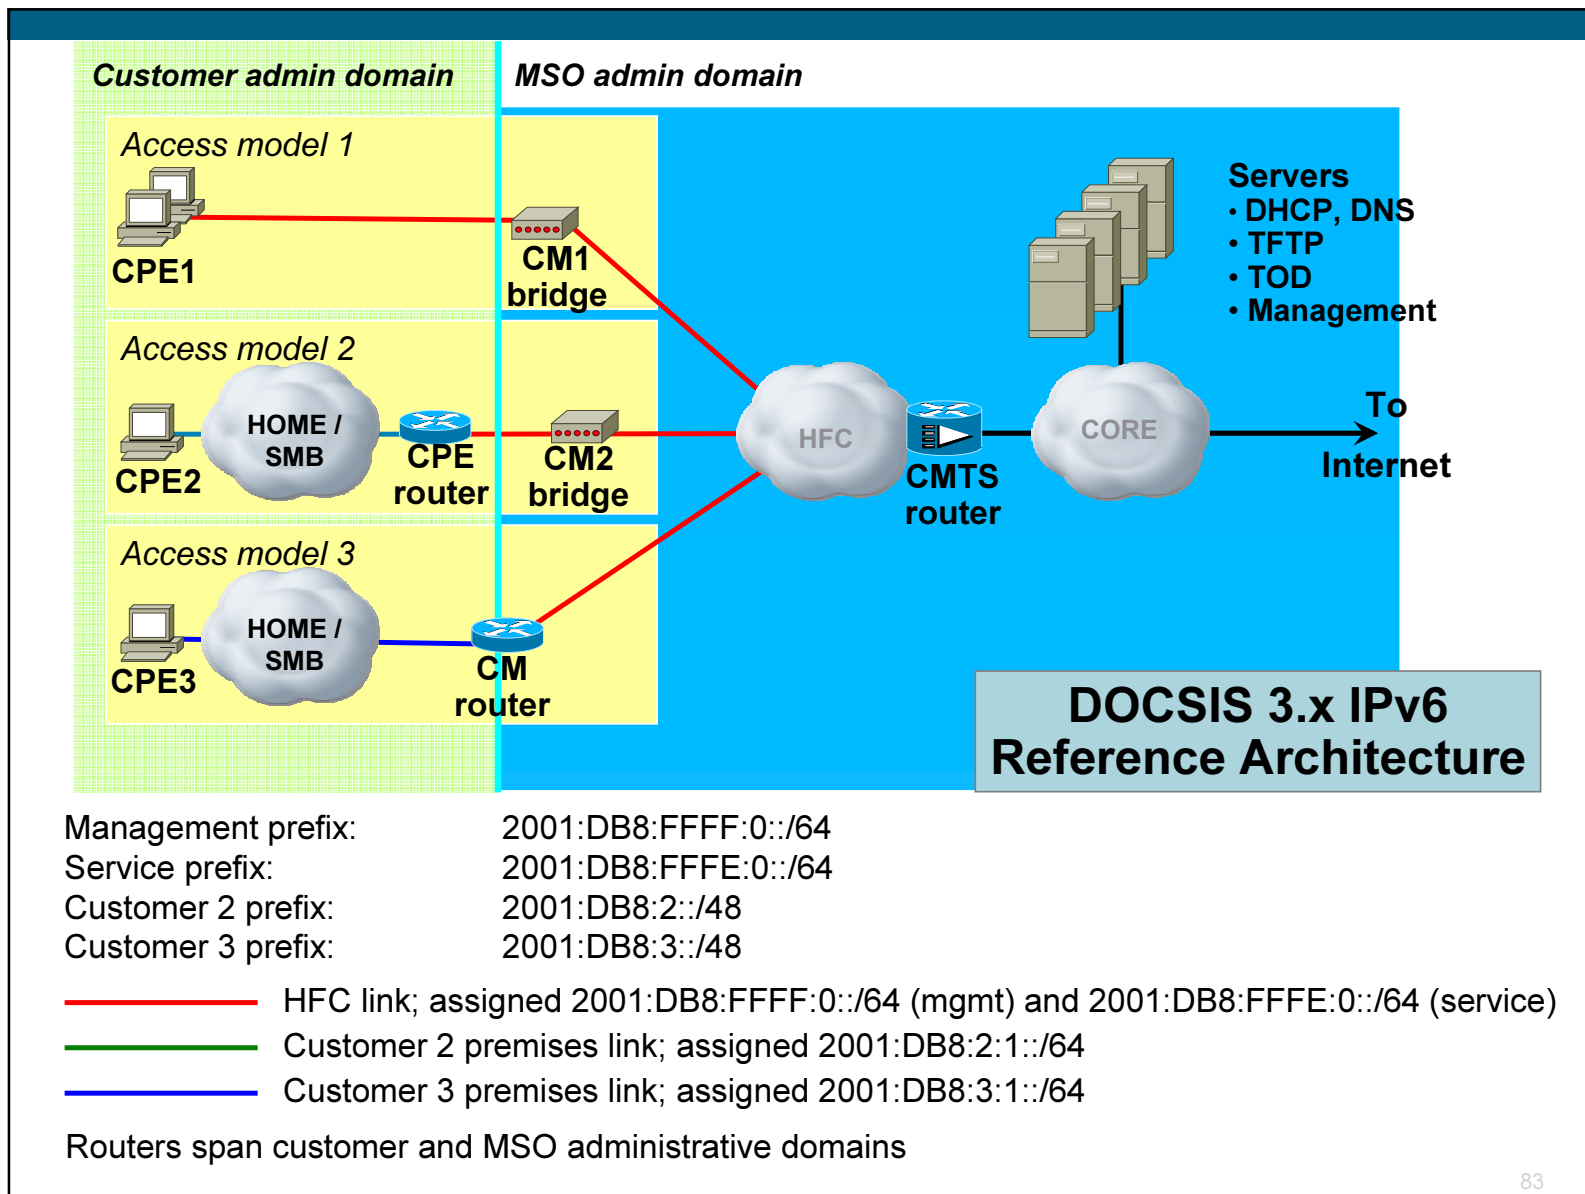 Customer admin domain
MSO admin domain
Access model 1
CPE1
CM1
bridge
Servers
• DHCP, DNS
• TFTP
• TOD
• Management
Access model 2
HOME /
SMB
CPE2
CPE
router
CM2
bridge
HFC
CMTS
router
CORE
To
Internet
Access model 3
HOME /
SMB
CPE3
CM
router
DOCSIS 3.x IPv6
Reference Architecture
Management prefix: 2001:DB8:FFFF:0::/64
Service prefix: 2001:DB8:FFFE:0::/64
Customer 2 prefix: 2001:DB8:2::/48
Customer 3 prefix: 2001:DB8:3::/48
HFC link; assigned 2001:DB8:FFFF:0::/64 (mgmt) and 2001:DB8:FFFE:0::/64 (service)
Customer 2 premises link; assigned 2001:DB8:2:1::/64
Customer 3 premises link; assigned 2001:DB8:3:1::/64
Routers span customer and MSO administrative domains
83